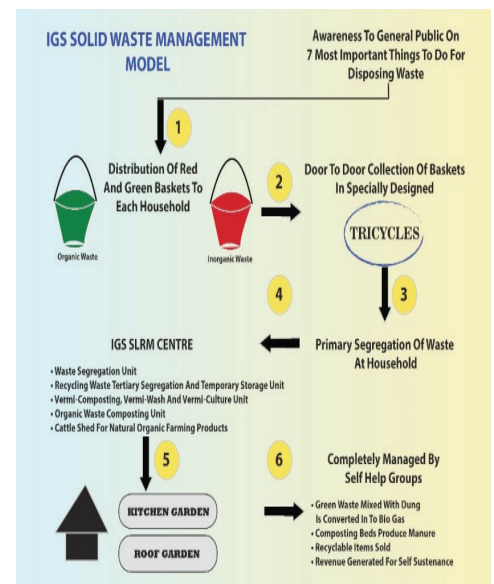 IGS SOLID WASTE MANAGEMENT
MODEL
Awareness To General Public On
7 Most Important Things To Do For
Disposing Waste
1
Distribution Of Red
And Green Baskets To
Each Household
Organic Waste
Inorganic Waste
2
Door To Door Collection Of Baskets
In Specially Designed
TRICYCLES
3
Primary Segregation Of Waste
At Household
4
IGS SLRM CENTRE
• Waste Segregation Unit
• Recycling Waste Tertiary Segregation And Temporary Storage Unit
• Vermi-Composting, Vermi-Wash And Vermi-Culture Unit
• Organic Waste Composting Unit
• Cattle Shed For Natural Organic Farming Products
5
KITCHEN GARDEN
ROOF GARDEN
6
Completely Managed By
Self Help Groups
• Green Waste Mixed With Dung
Is Converted In To Bio Gas
• Composting Beds Produce Manure
• Recyclable Items Sold
• Revenue Generated For Self Sustenance